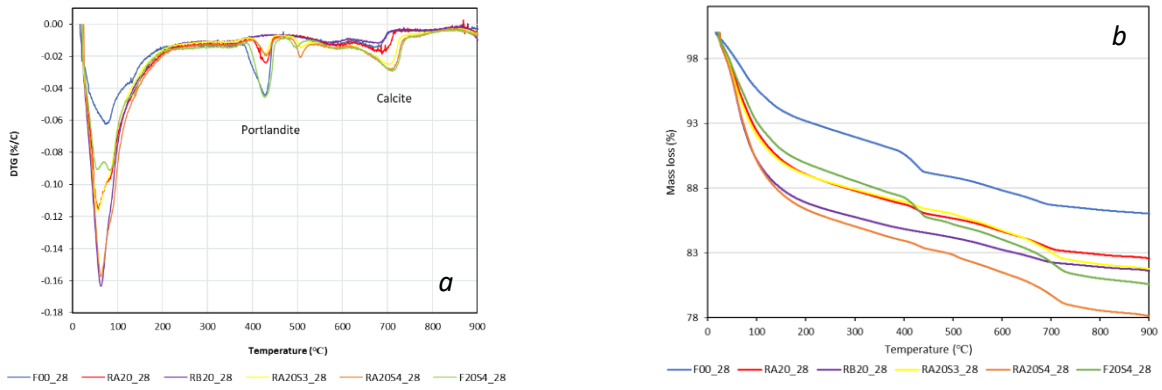 a
0.00
-0.02
-0.04
-0.06
-0.08
-0.10
-0.12
-0.14
-0.16
-0.18
DTG (%/C)
Portlandite
Calcite
0 100 200 300 400 500 600 700 800 900
Temperature (°C)
F00_28 RA20_28 RB20_28 RA20S3_28 RA20S4_28 F20S4_28
b
98
93
88
83
78
Mass loss (%)
0 100 200 300 400 500 600 700 800 900
Temperature (°C)
F00_28 RA20_28 RB20_28 RA20S3_28 RA20S4_28 F20S4_28